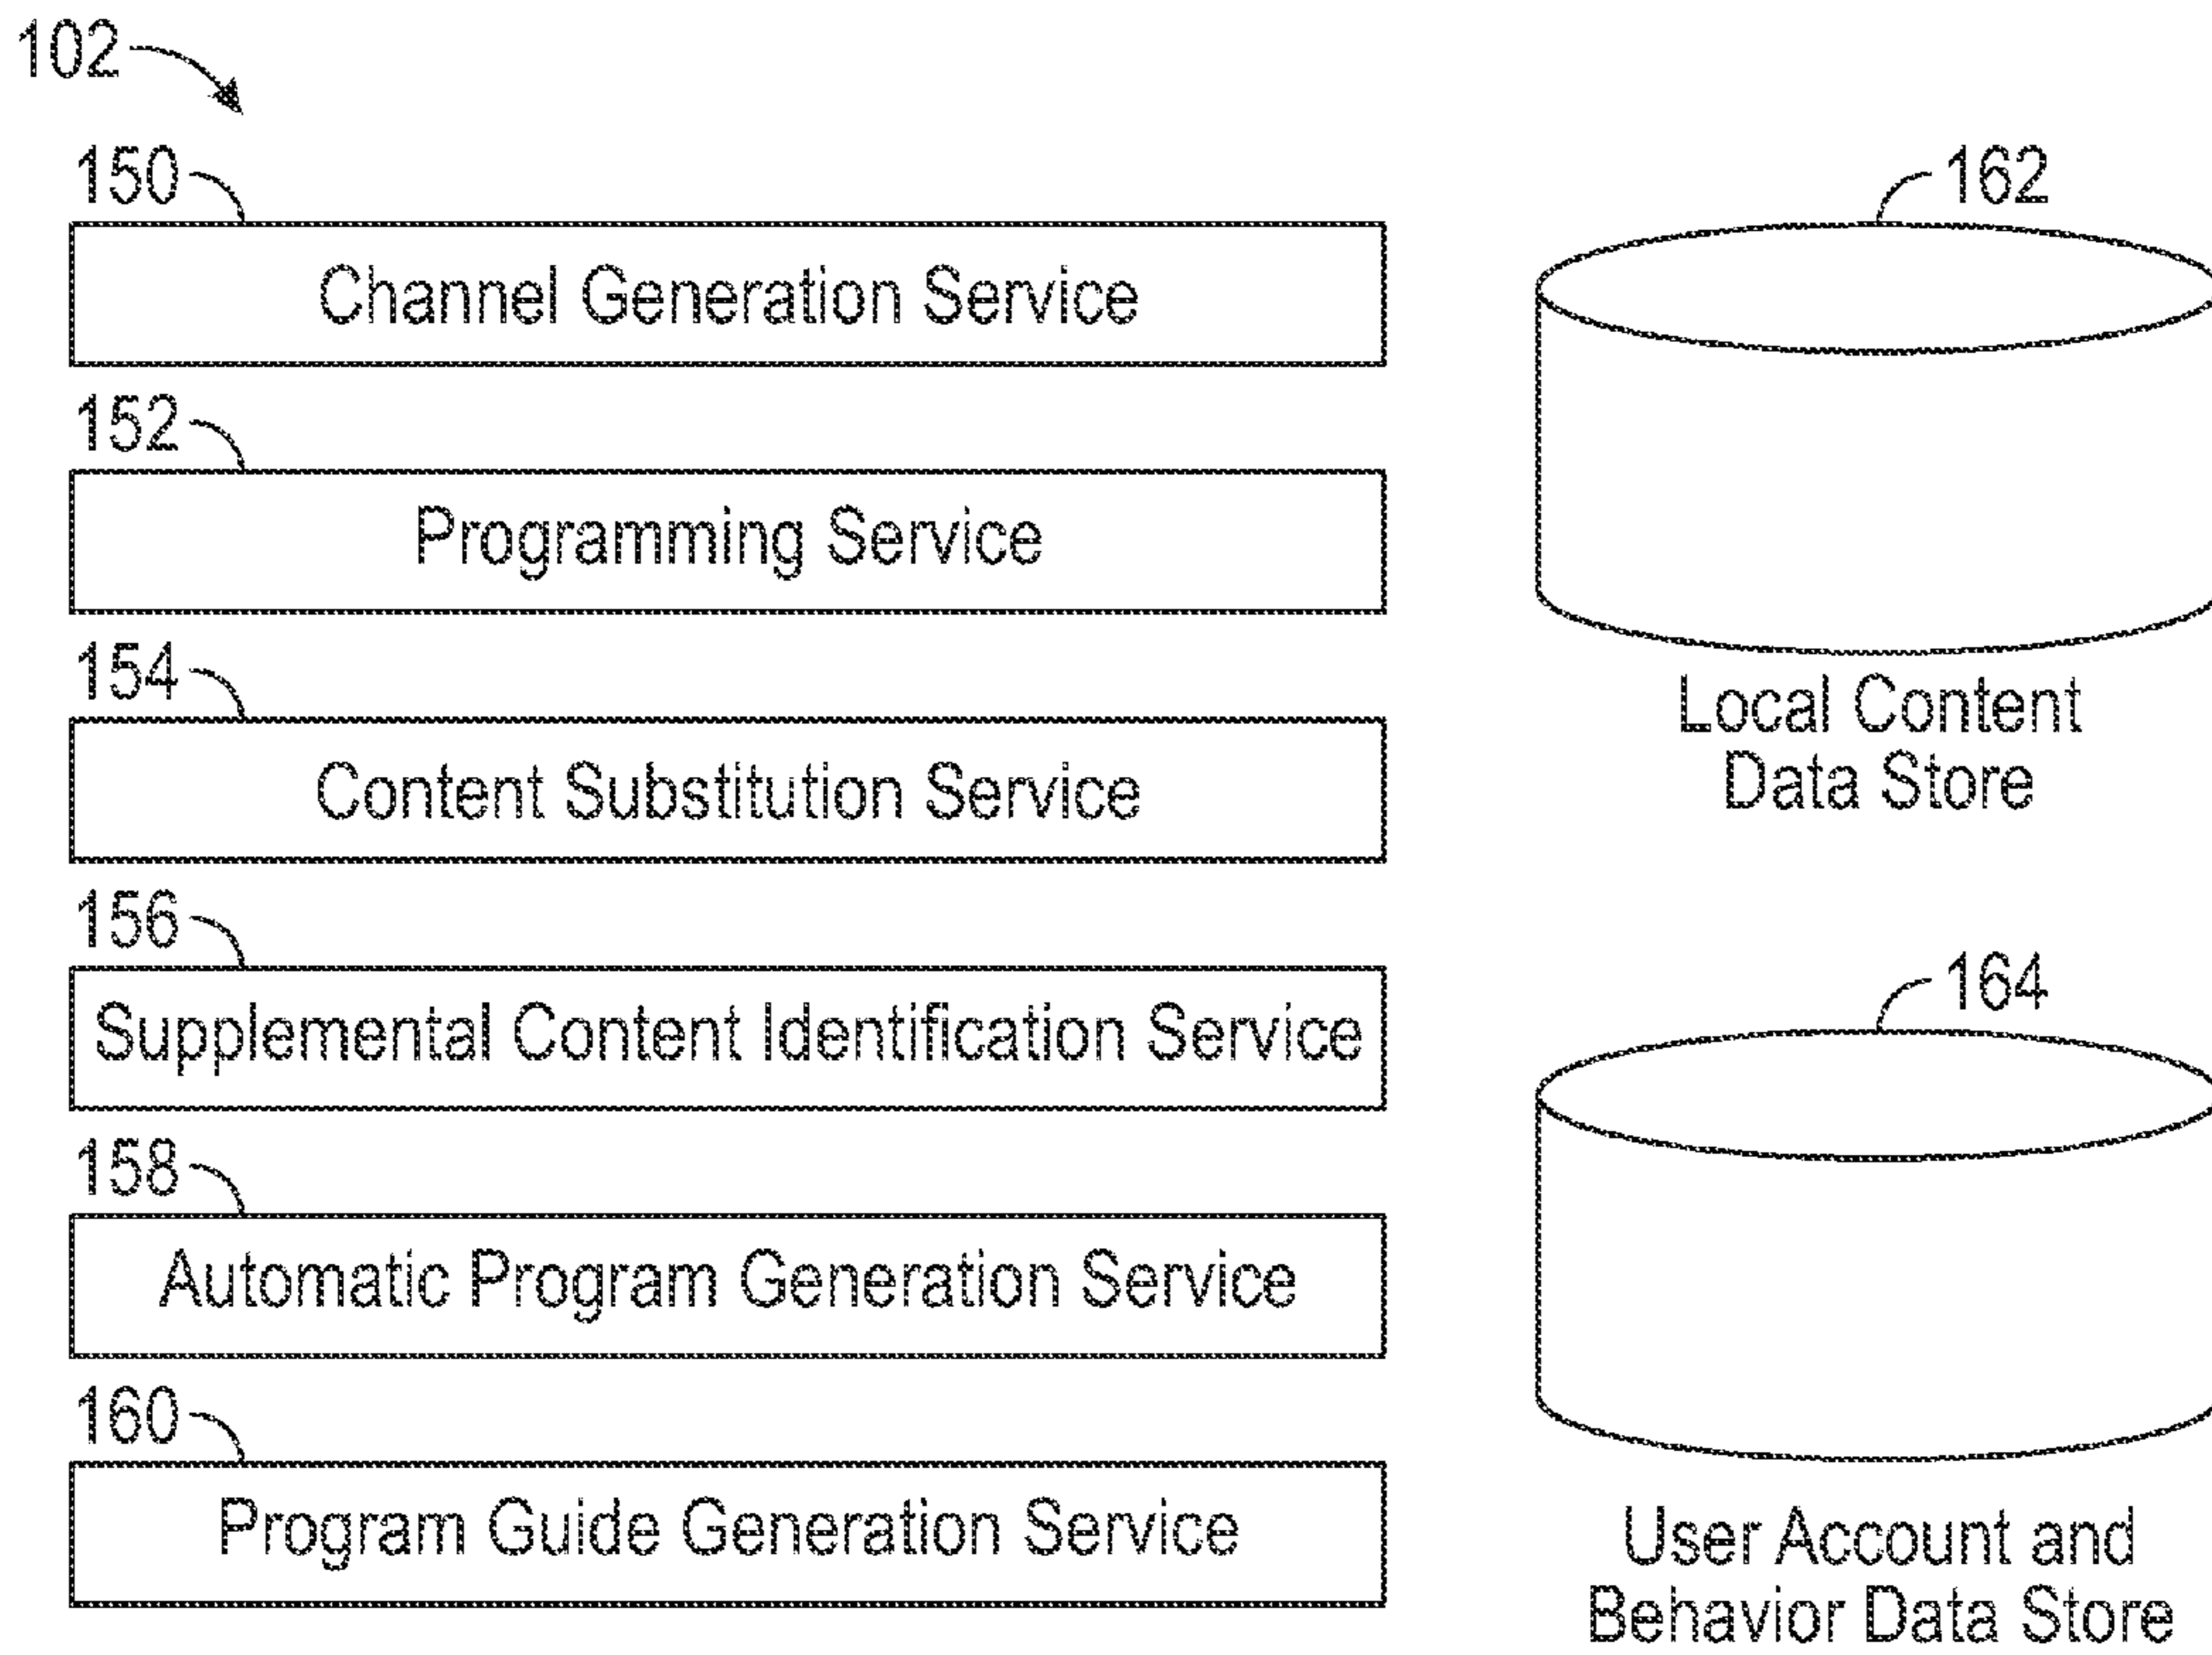 102
150
Channel Generation Service
152
Programming Service
154
Content Substitution Service
156
Supplemental Content Identification Service
158
Automatic Program Generation Service
160
Program Guide Generation Service
162
Local Content
Data Store
164
User Account and
Behavior Data Store